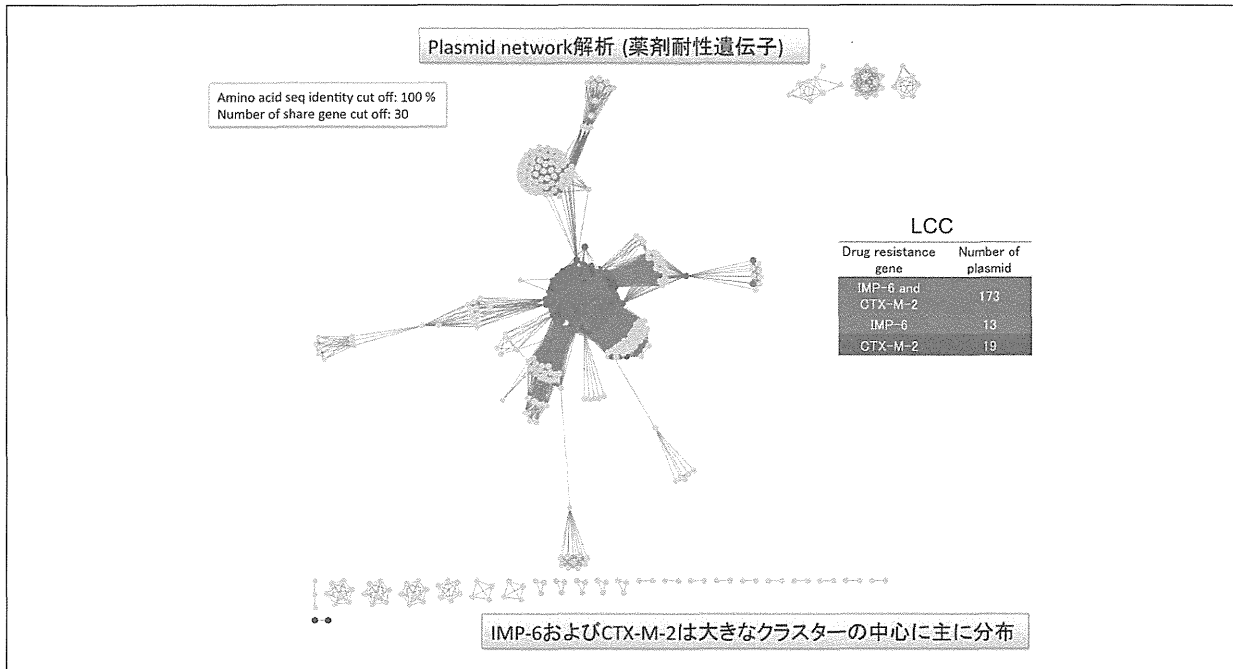 Plasmid network解析 (薬剤耐性遺伝子)
Amino acid seq identity cut off: 100 %
Number of share gene cut off: 30
LCC
Drug resistance gene Number of plasmid
IMP-6 and CTX-M-2 173
IMP-6 13
CTX-M-2 19
IMP-6およびCTX-M-2は大きなクラスターの中心に主に分布